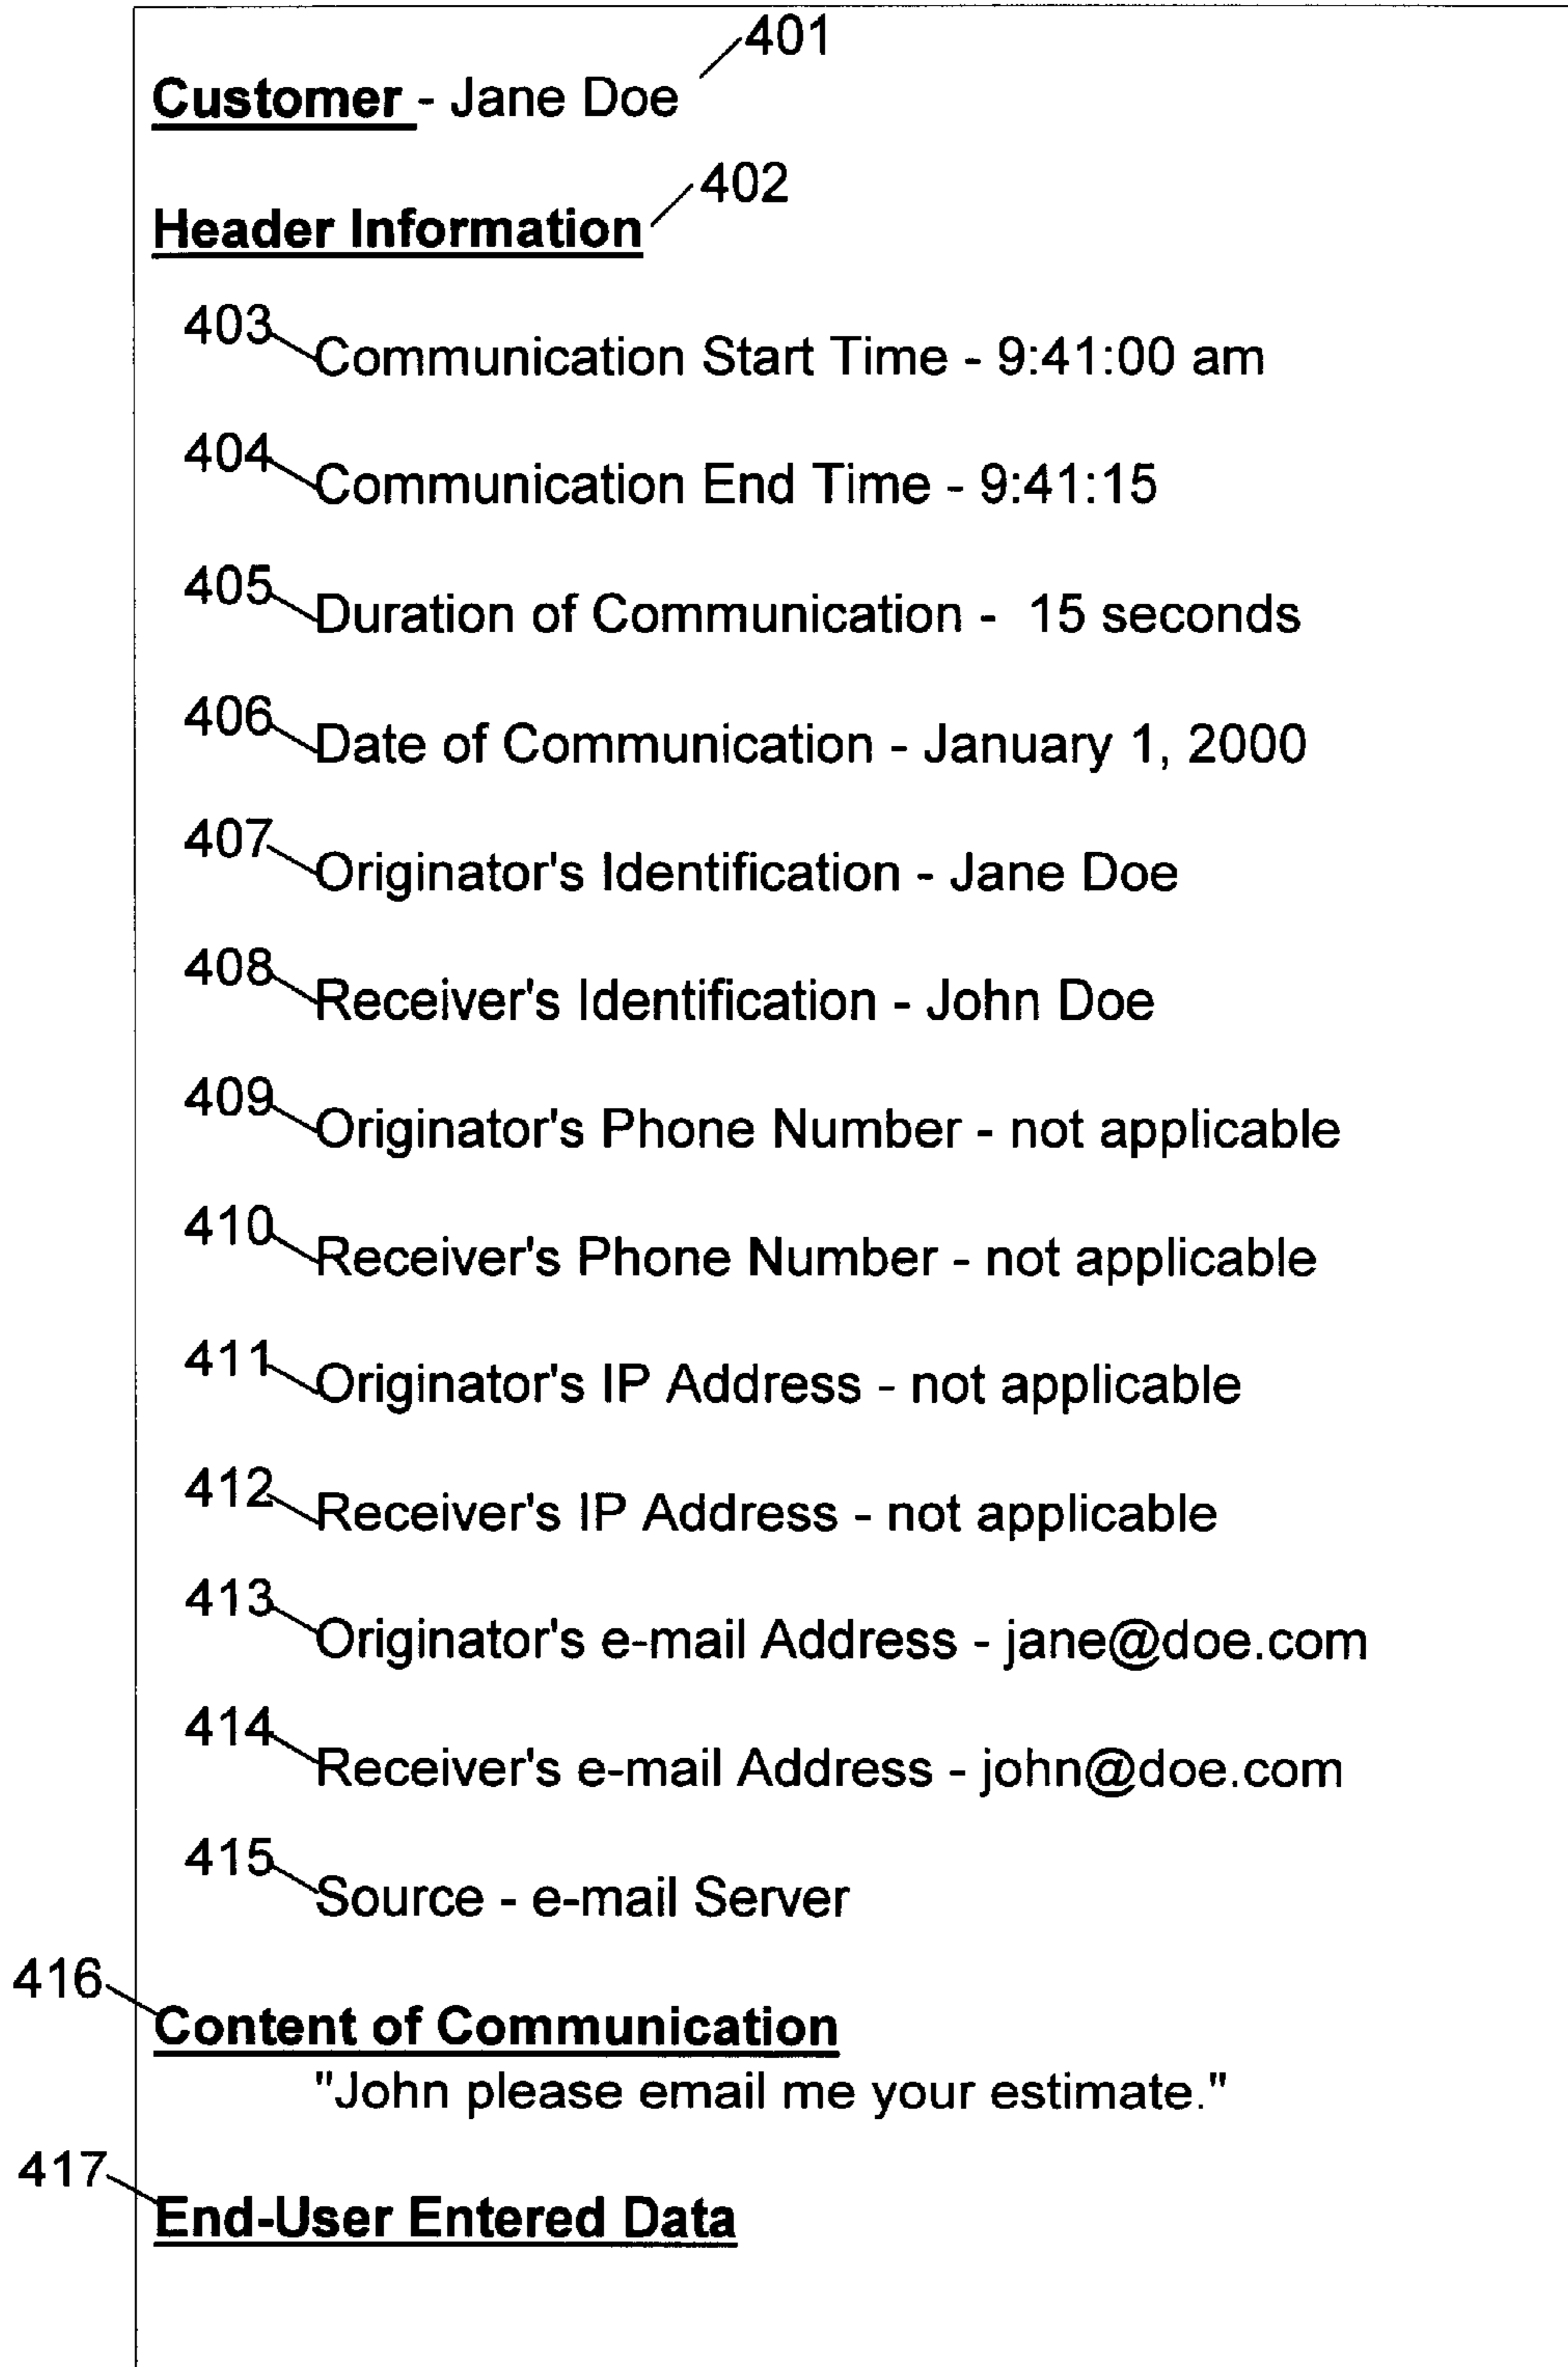 401
Customer - Jane Doe
402
Header Information
403
Communication Start Time - 9:41:00 am
404
Communication End Time - 9:41:15
405
Duration of Communication -  15 seconds
406
Date of Communication - January 1, 2000
407
Originator's Identification - Jane Doe
408
Receiver's Identification - John Doe
409
Originator's Phone Number - not applicable
410
Receiver's Phone Number - not applicable
411
Originator's IP Address - not applicable
412
Receiver's IP Address - not applicable
413
Originator's e-mail Address - jane@doe.com
414
Receiver's e-mail Address - john@doe.com
415
Source - e-mail Server
416
Content of Communication
"John please email me your estimate."
417
End-User Entered Data